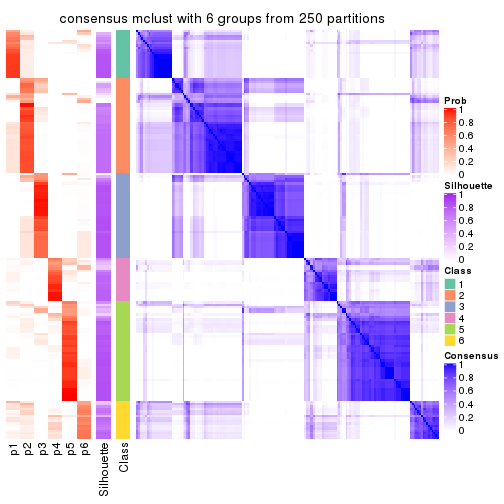 consensus mclust with 6 groups from 250 partitions
Prob
1
0.8
0.6
0.4
0.2
0
Silhouette
1
0.8
0.6
0.4
0.2
0
Class
1
2
3
4
5
6
Consensus
1
0.8
0.6
0.4
0.2
0
p1
p2
p3
p4
p5
p6
Silhouette
Class